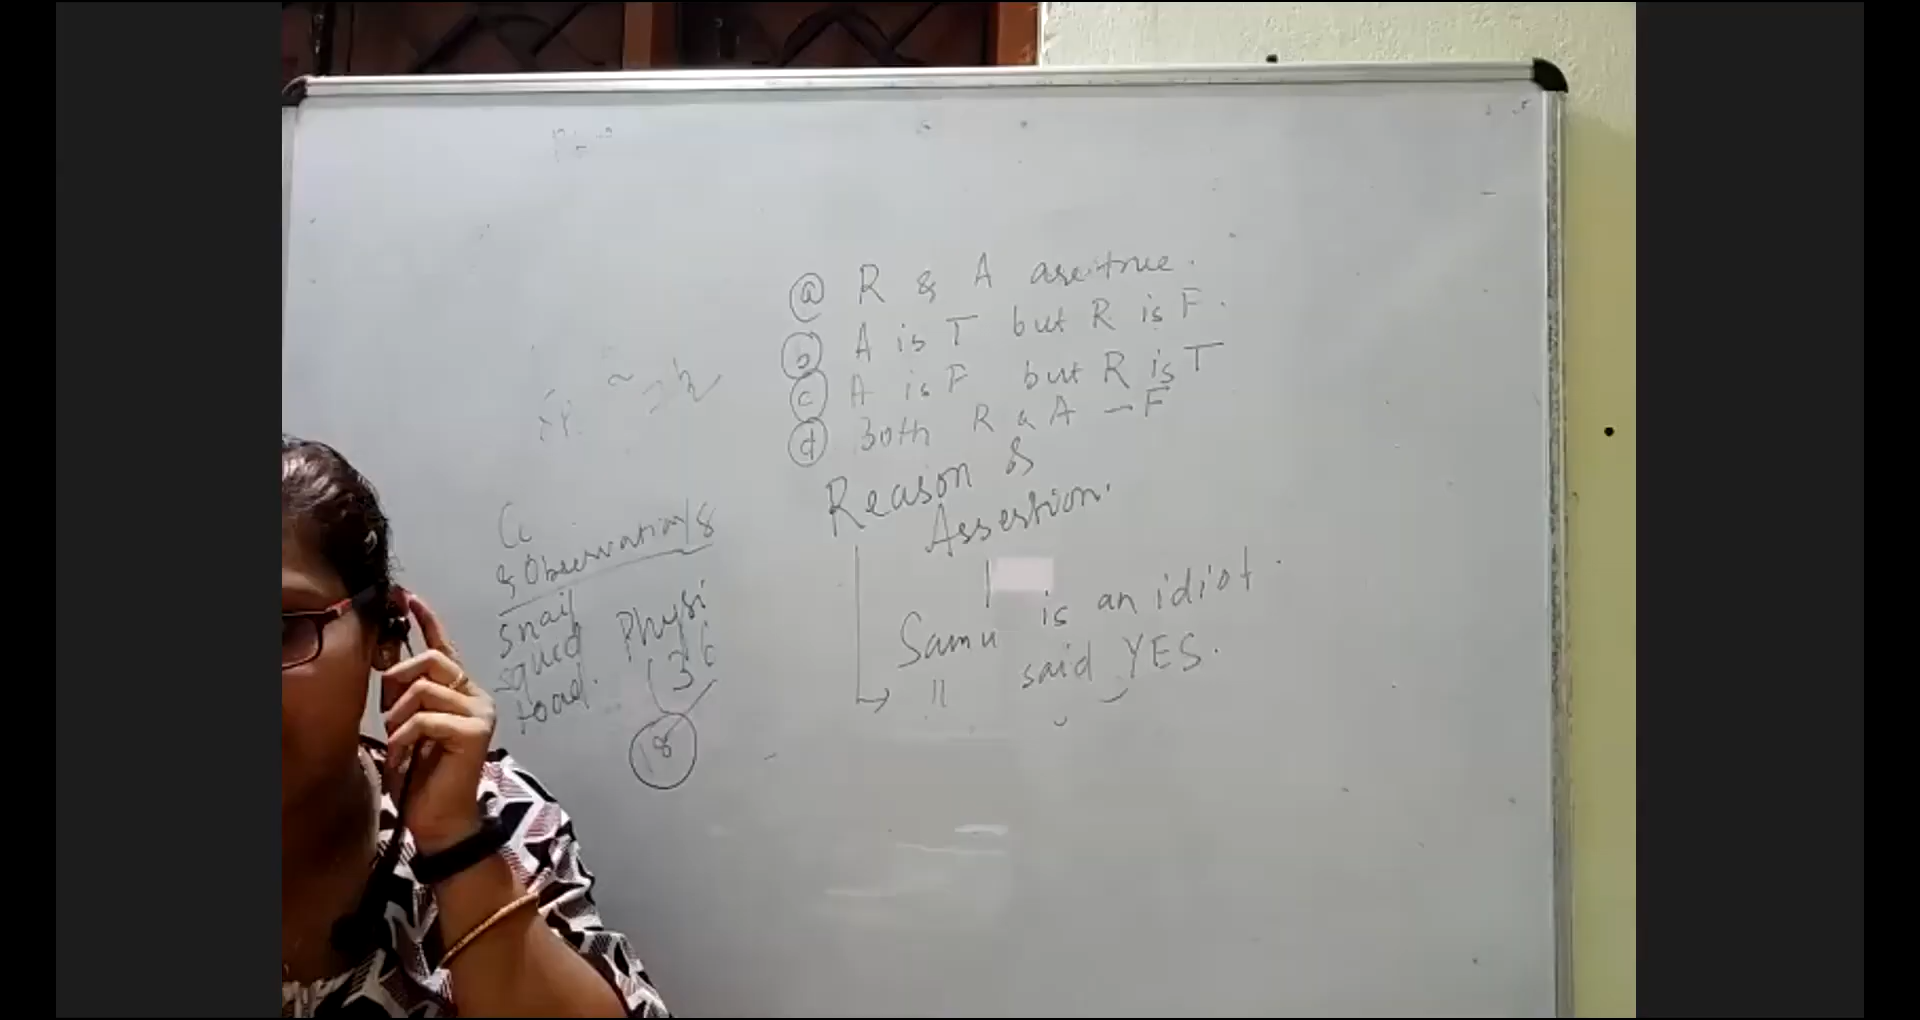 ⓐ R & A are true.
ⓑ A is T but R is F.
ⓒ A is F but R is T
ⓓ Both R & A — F
Reason &
Assertion.
Samu is an idiot.
" said YES.
& Observations
snail
squid
toad.
Physi
18